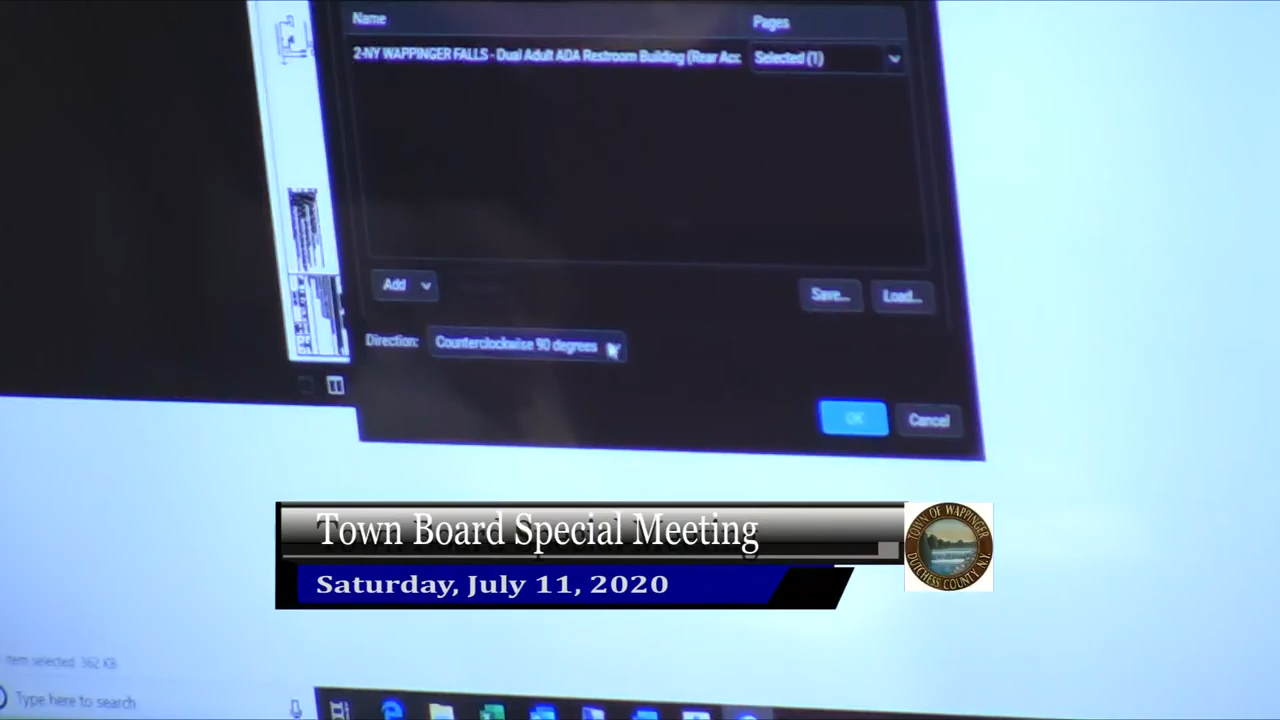 Name
Pages
2-NY WAPPINGER FALLS - Dual Adult ADA Restroom Building (Rear Acc
Selected (1)
Add
Save...
Load...
Direction:
Counterclockwise 90 degrees
OK
Cancel
Town Board Special Meeting
Saturday, July 11, 2020
TOWN OF WAPPINGER
DUTCHESS COUNTY N.Y.
item selected 362 KB
Type here to search